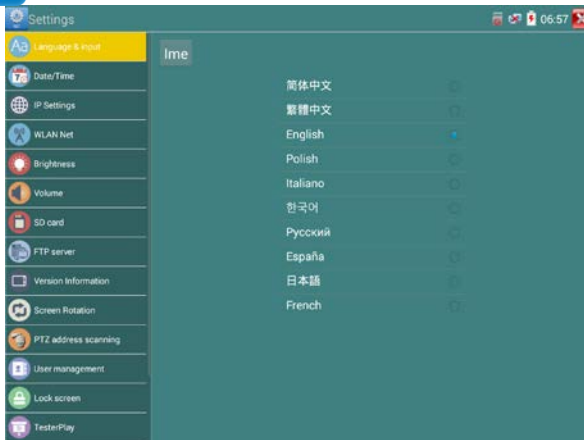 Settings
06:57
Language & input
Date/Time
IP Settings
WLAN Net
Brightness
Volume
SD card
FTP server
Version Information
Screen Rotation
PTZ address scanning
User management
Lock screen
TesterPlay
Ime
简体中文
繁體中文
English
Polish
Italiano
한국어
Русский
España
日本語
French